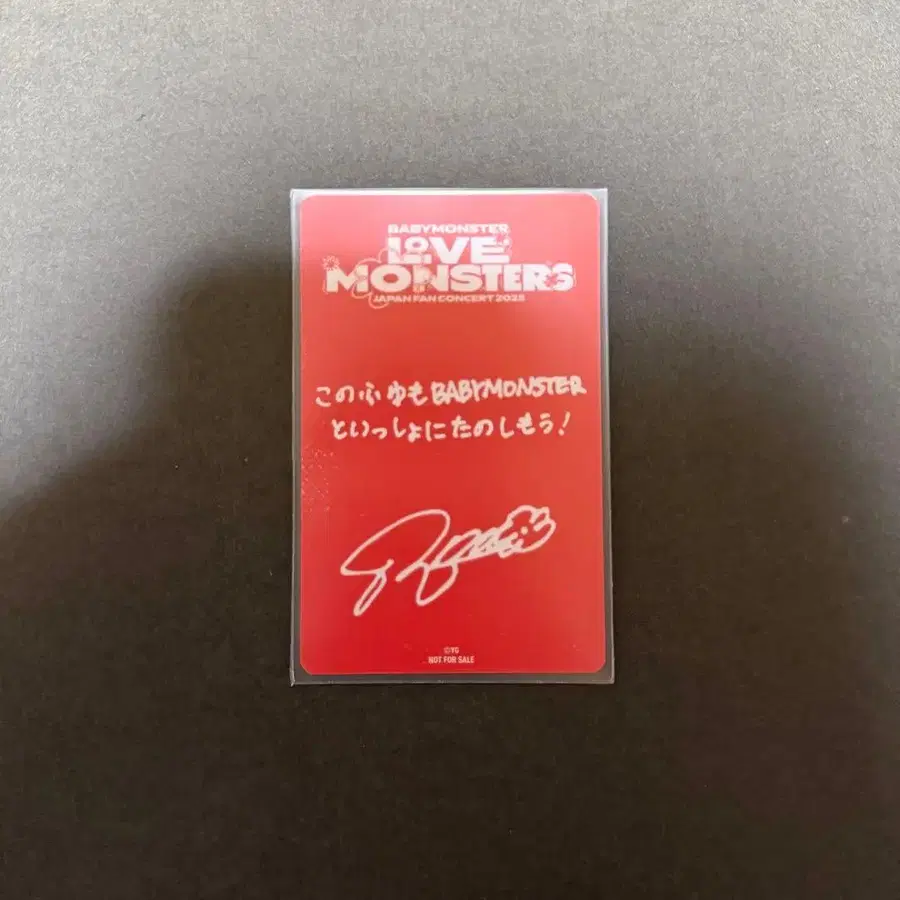 BABYMONSTER
LOVE
MONSTERS
JAPAN FAN CONCERT 2025
このふゆもBABYMONSTER
といっしょにたのしもう!
©YG
NOT FOR SALE